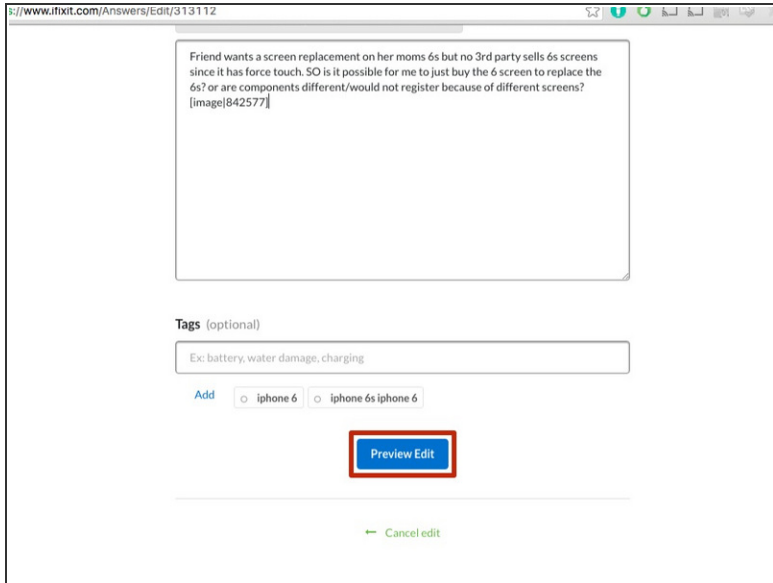 s://www.ifixit.com/Answers/Edit/313112
Friend wants a screen replacement on her moms 6s but no 3rd party sells 6s screens
since it has force touch. SO is it possible for me to just buy the 6 screen to replace the
6s? or are components different/would not register because of different screens?
[image|842577]
Tags (optional)
Ex: battery, water damage, charging
Add iphone 6 iphone 6s iphone 6
Preview Edit
← Cancel edit